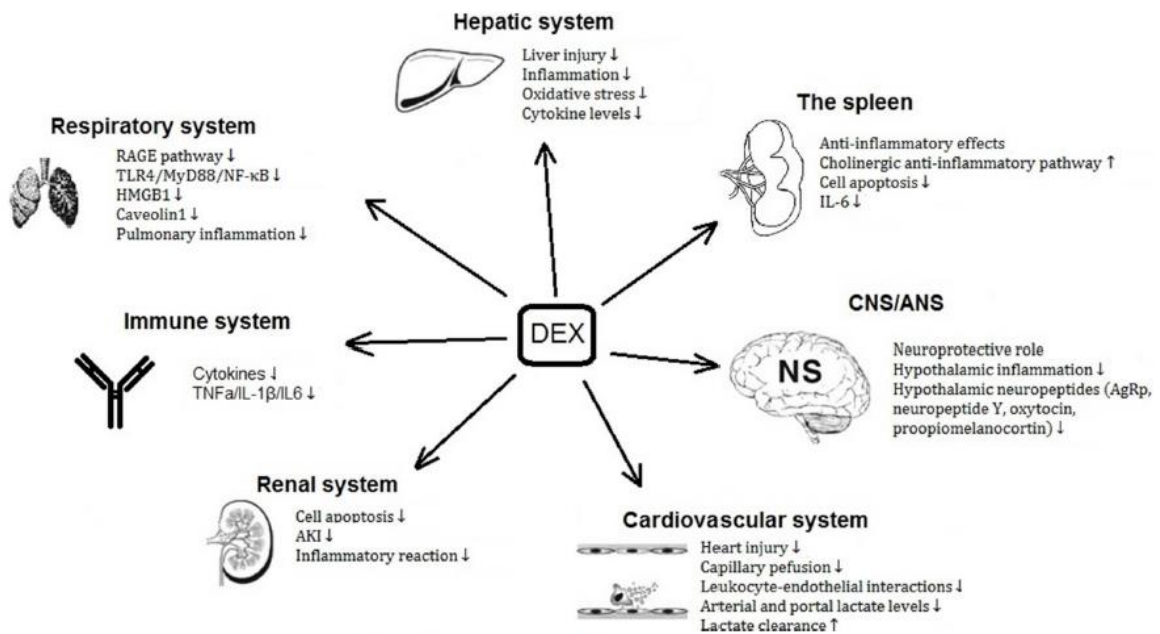 Hepatic system
Liver injury ↓
Inflammation ↓
Oxidative stress ↓
Cytokine levels ↓
The spleen
Anti-inflammatory effects
Cholinergic anti-inflammatory pathway ↑
Cell apoptosis ↓
IL-6 ↓
Respiratory system
RAGE pathway ↓
TLR4/MyD88/NF-κB ↓
HMGB1 ↓
Caveolin1 ↓
Pulmonary inflammation ↓
DEX
CNS/ANS
NS
Neuroprotective role
Hypothalamic inflammation ↓
Hypothalamic neuropeptides (AgRp,
neuropeptide Y, oxytocin,
proopiomelanocortin) ↓
Immune system
Cytokines ↓
TNFa/IL-1β/IL6 ↓
Renal system
Cell apoptosis ↓
AKI ↓
Inflammatory reaction ↓
Cardiovascular system
Heart injury ↓
Capillary pefusion ↓
Leukocyte-endothelial interactions ↓
Arterial and portal lactate levels ↓
Lactate clearance ↑